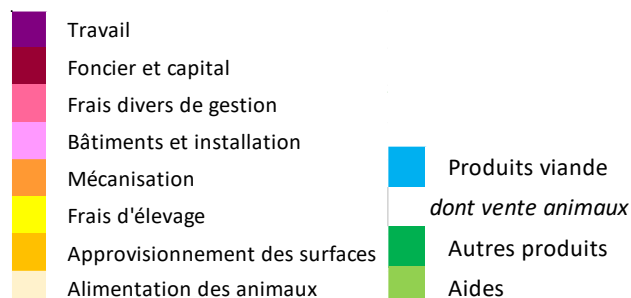 Travail
Foncier et capital
Frais divers de gestion
Bâtiments et installation
Mécanisation
Frais d'élevage
Approvisionnement des surfaces
Alimentation des animaux
Produits viande
dont vente animaux
Autres produits
Aides